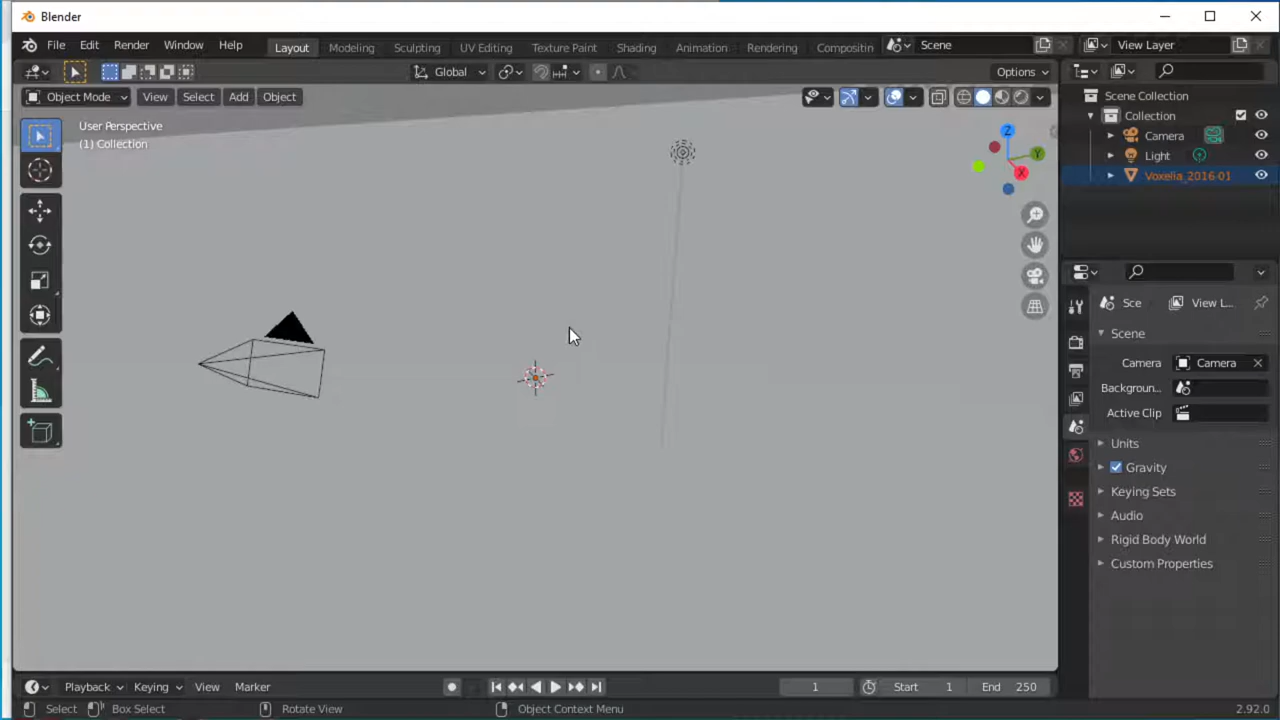 Blender
File Edit Render Window Help Layout Modeling Sculpting UV Editing Texture Paint Shading Animation Rendering Compositin Scene View Layer
Global Options
Object Mode View Select Add Object
User Perspective
(1) Collection
Z
Y
X
Scene Collection
Collection
Camera
Light
Voxelia_2016-01
Sce View L...
Scene
Camera Camera
Backgroun...
Active Clip
Units
Gravity
Keying Sets
Audio
Rigid Body World
Custom Properties
Playback Keying View Marker 1 Start 1 End 250
Select Box Select Rotate View Object Context Menu 2.92.0